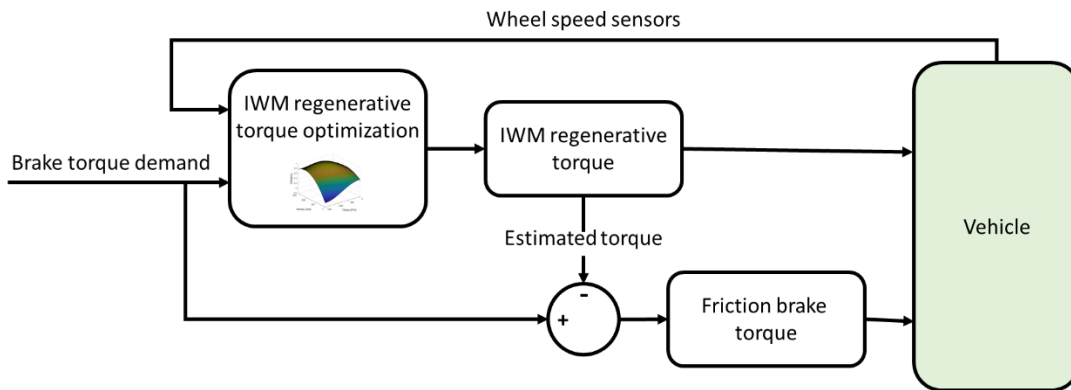 Wheel speed sensors
IWM regenerative
torque optimization
IWM regenerative
torque
Brake torque demand
Vehicle
Estimated torque
-
+
Friction brake
torque